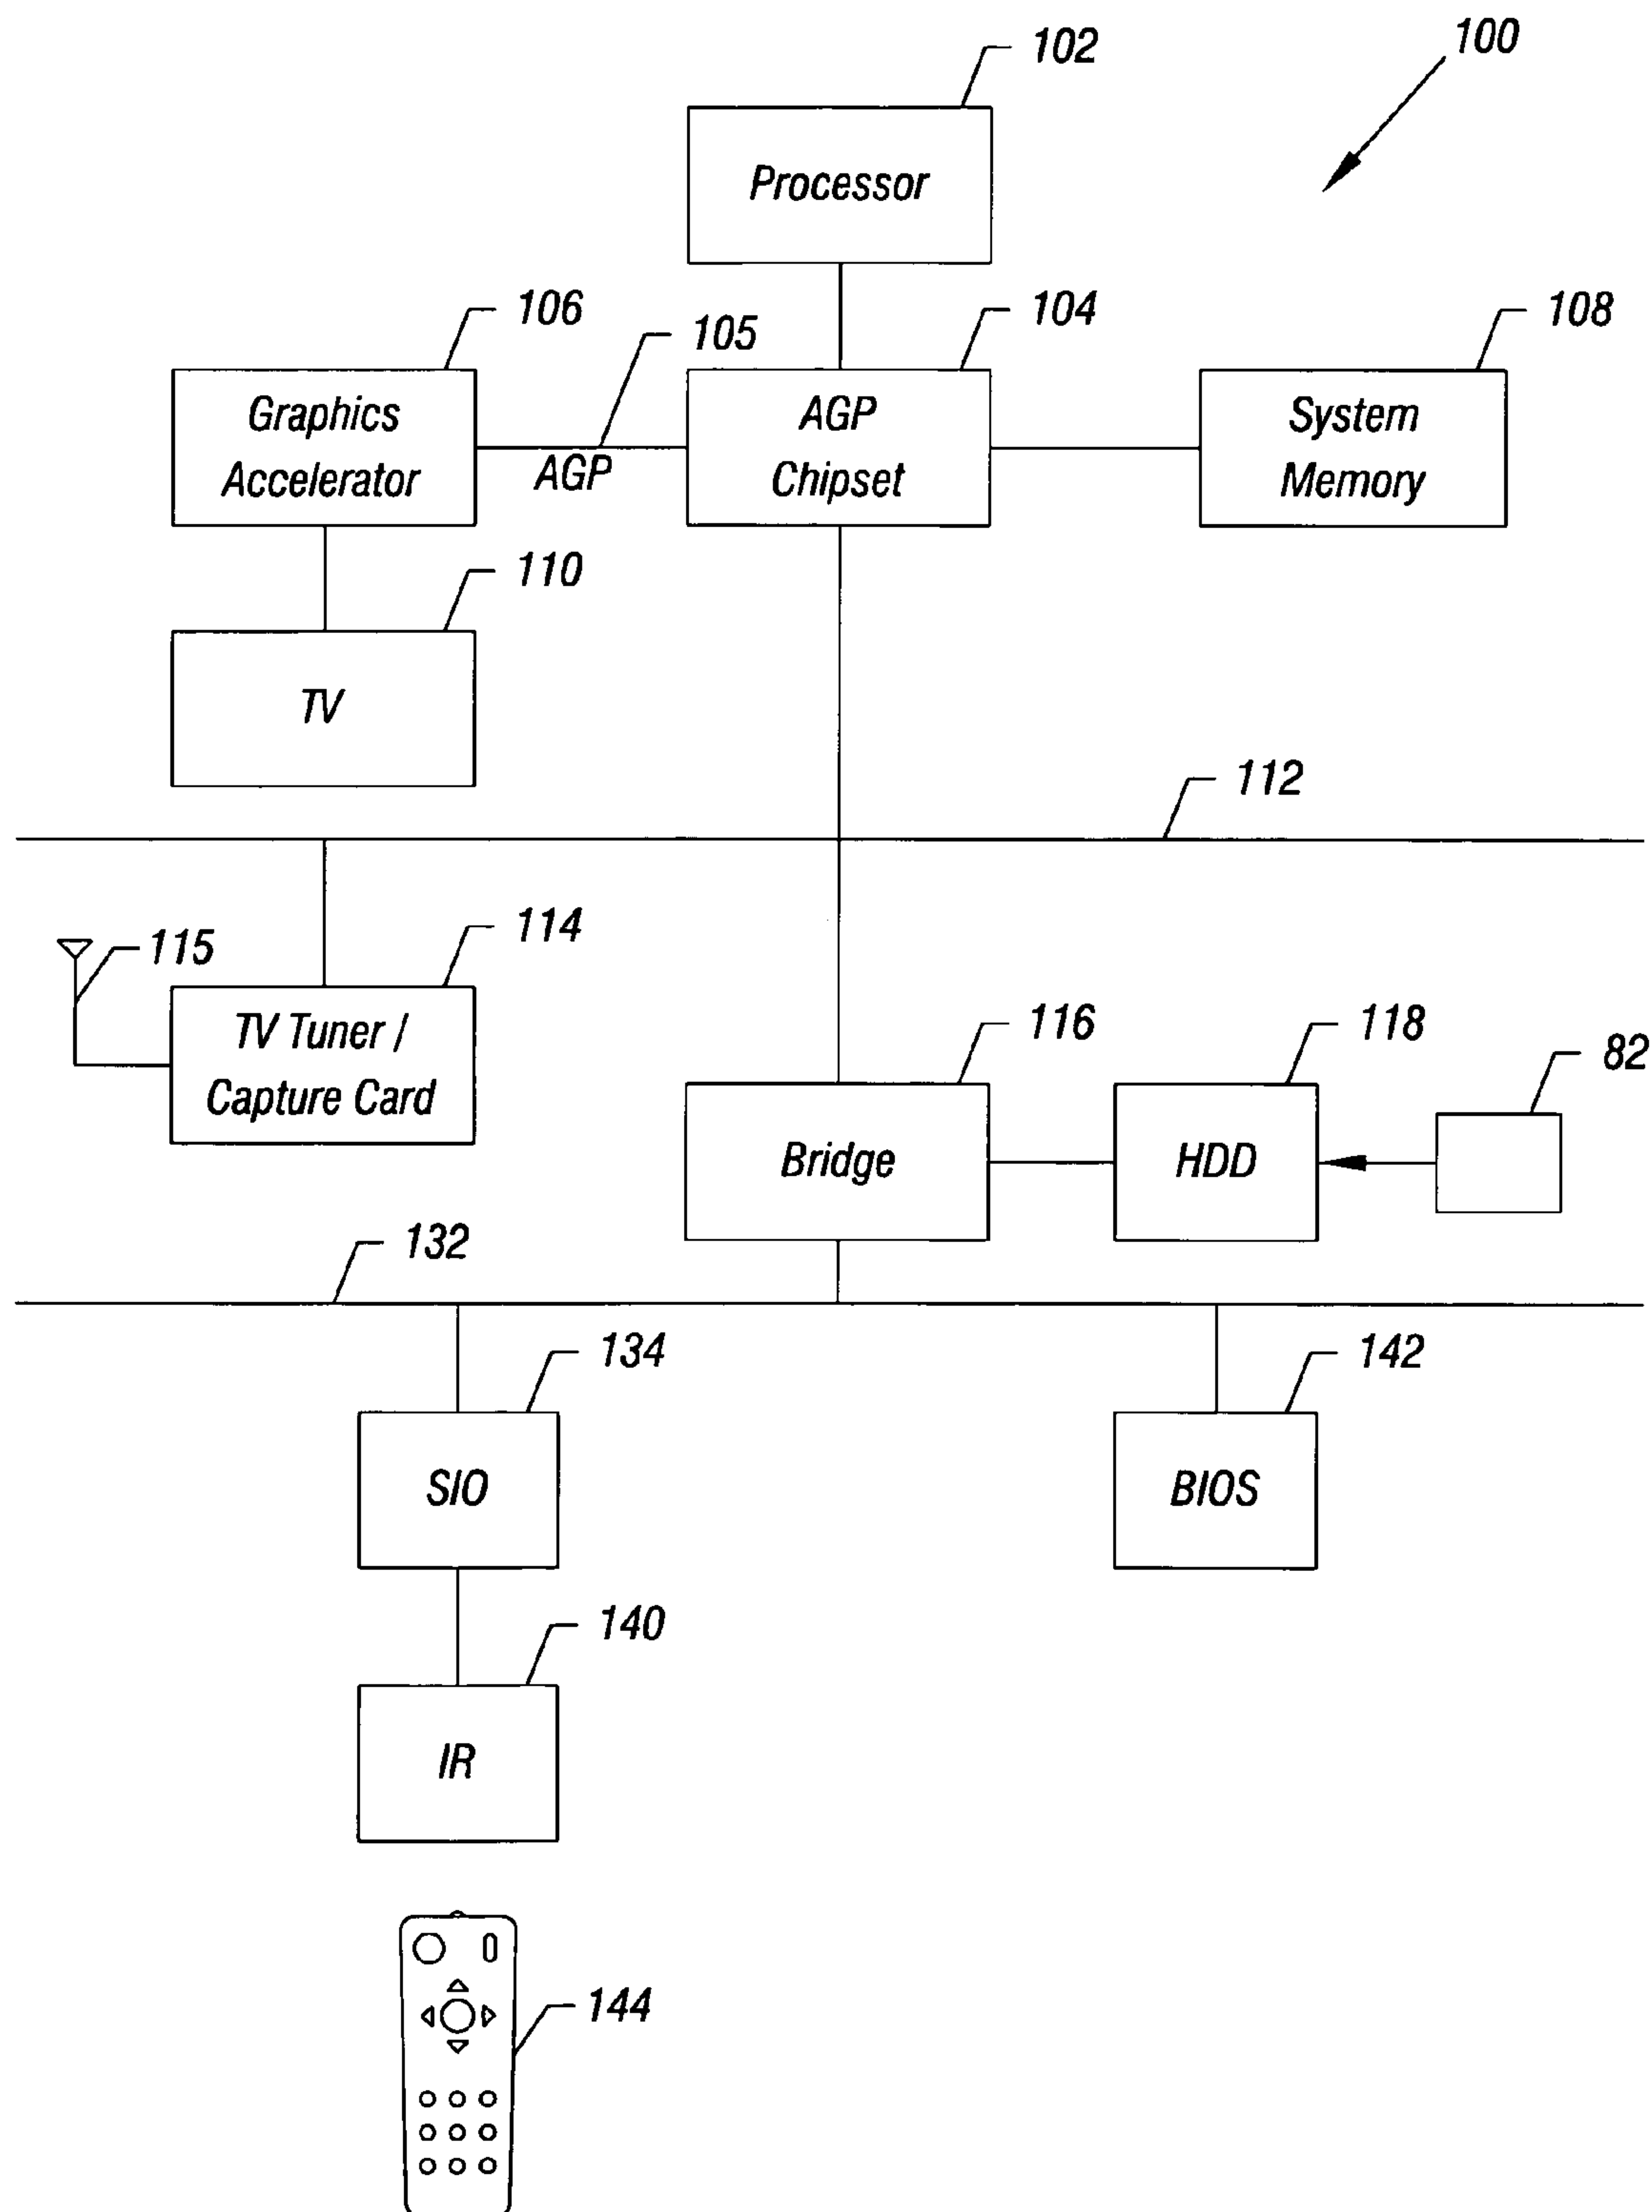 100
102
Processor
106
105
104
108
Graphics
Accelerator
AGP
AGP
Chipset
System
Memory
110
TV
112
115
114
TV Tuner /
Capture Card
116
118
82
Bridge
HDD
132
134
142
SIO
BIOS
140
IR
144